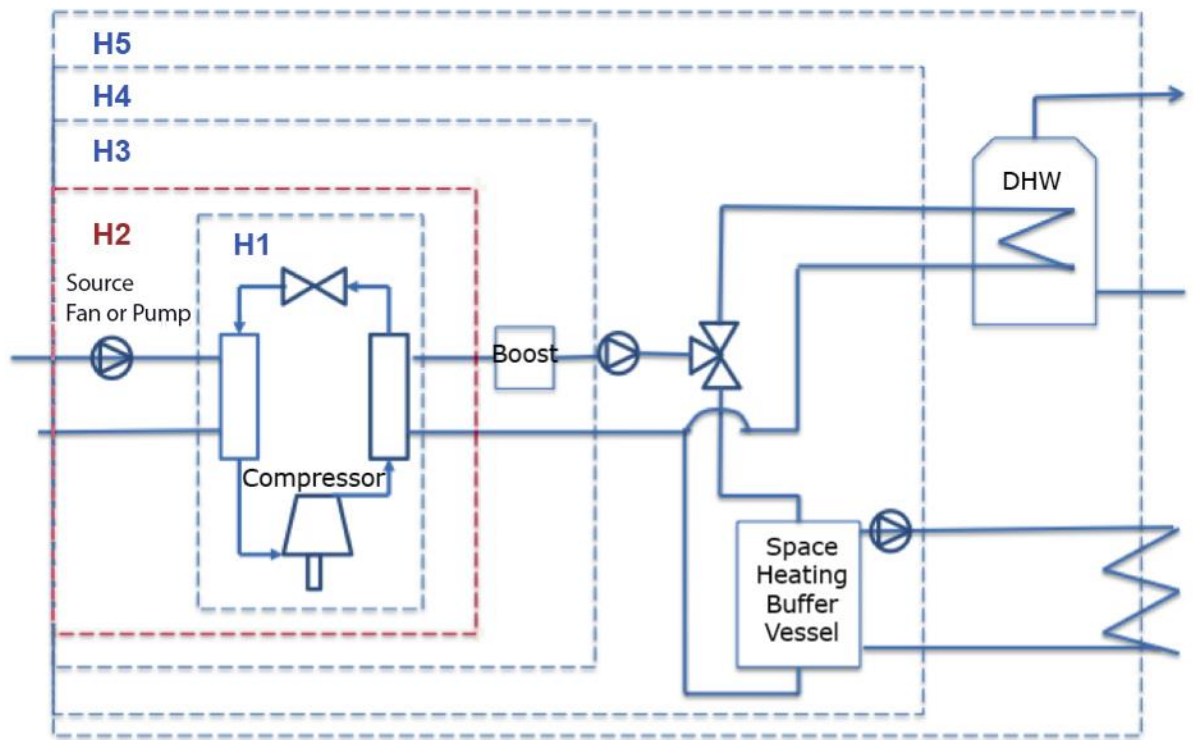 H5
H4
H3
H2
H1
Source
Fan or Pump
Compressor
Boost
DHW
Space
Heating
Buffer
Vessel